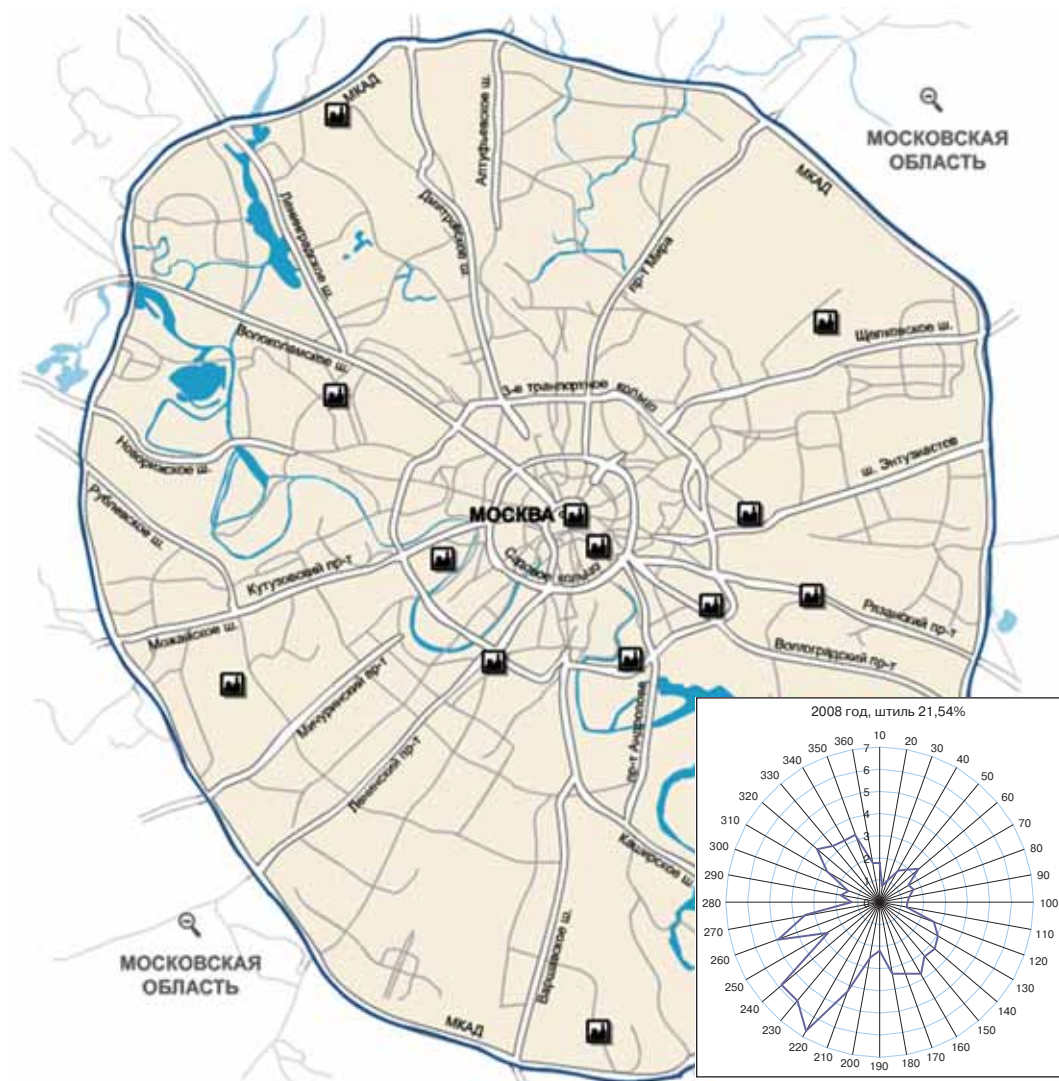 МКАД
МОСКОВСКАЯ
ОБЛАСТЬ
МКАД
Алтуфьевское ш.
Дмитровское ш.
Ленинградское ш.
пр-т Мира
Волоколамское ш.
Щелковское ш.
3-е транспортное кольцо
Новорижское ш.
ш. Энтузиастов
Рублевское ш.
МОСКВА
Садовое кольцо
Кутузовский пр-т
Можайское ш.
Рязанский пр-т
Волгоградский пр-т
Мичуринский пр-т
Ленинский пр-т
пр-т Андропова
Каширское ш.
Варшавское ш.
МОСКОВСКАЯ
ОБЛАСТЬ
МКАД
2008 год, штиль 21,54%
10
20
30
40
50
60
70
80
90
100
110
120
130
140
150
160
170
180
190
200
210
220
230
240
250
260
270
280
290
300
310
320
330
340
350
360
7
6
5
4
3
2
1
0